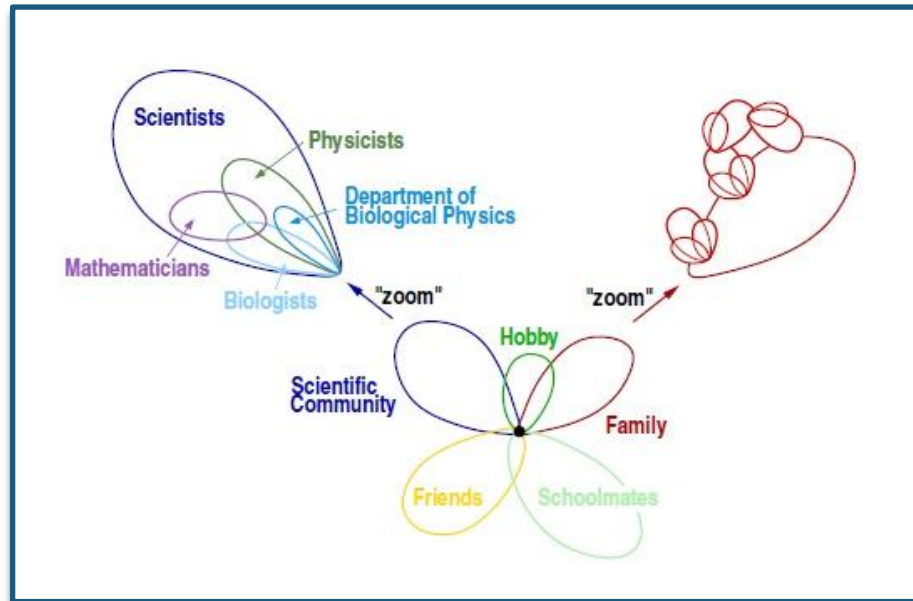 Scientists
Physicists
Department of
Biological Physics
Mathematicians
Biologists
"zoom"
"zoom"
Hobby
Scientific
Community
Family
Friends
Schoolmates